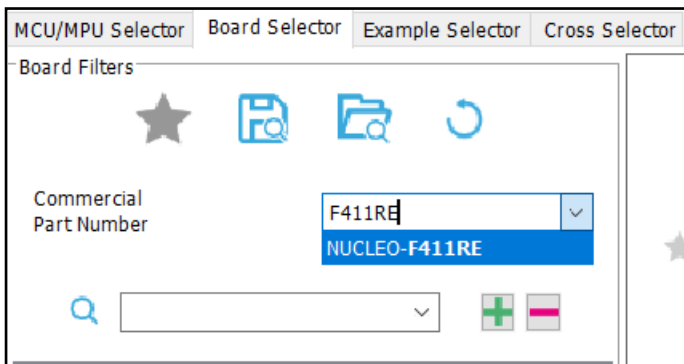 MCU/MPU Selector Board Selector Example Selector Cross Selector
Board Filters
Commercial
Part Number
F411RE
NUCLEO-F411RE